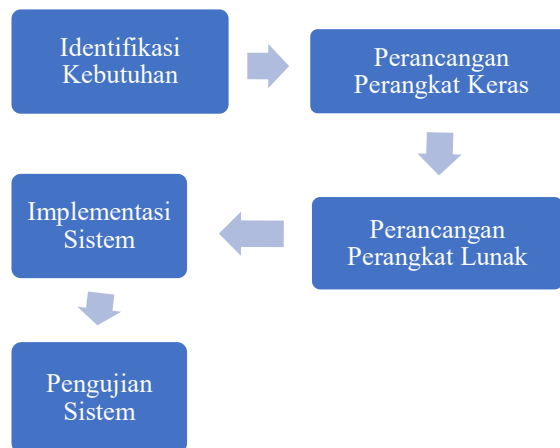 Identifikasi
Kebutuhan
Perancangan
Perangkat Keras
Perancangan
Perangkat Lunak
Implementasi
Sistem
Pengujian
Sistem